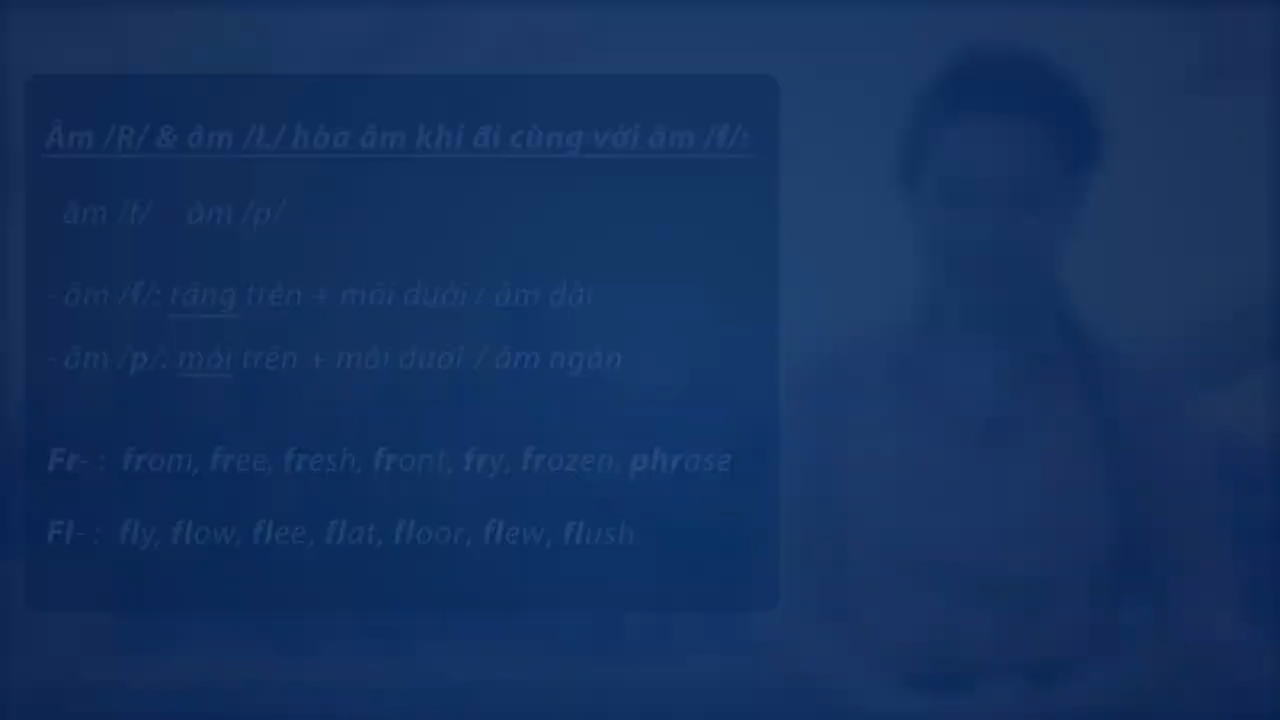 Âm /R/ & âm /L/ hòa âm khi đi cùng với âm /f/:
âm /f/ âm /p/
- âm /f/: răng trên + môi dưới / âm dài
- âm /p/: môi trên + môi dưới / âm ngắn
Fr- : from, free, fresh, front, fry, frozen, phrase
Fl- : fly, flow, flee, flat, floor, flew, flush